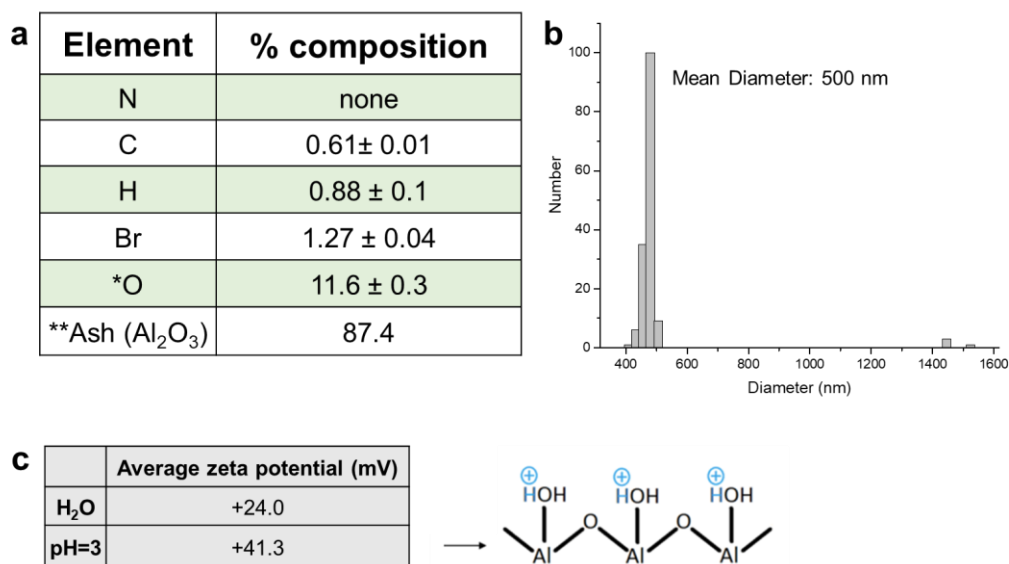 a
Element % composition
N none
C 0.61± 0.01
H 0.88 ± 0.1
Br 1.27 ± 0.04
*O 11.6 ± 0.3
**Ash (Al₂O₃) 87.4
b
Mean Diameter: 500 nm
Number
100
80
60
40
20
0
400 600 800 1000 1200 1400 1600
Diameter (nm)
c
Average zeta potential (mV)
H₂O +24.0
pH=3 +41.3
⊕ ⊕ ⊕
HOH HOH HOH
O O
Al Al Al